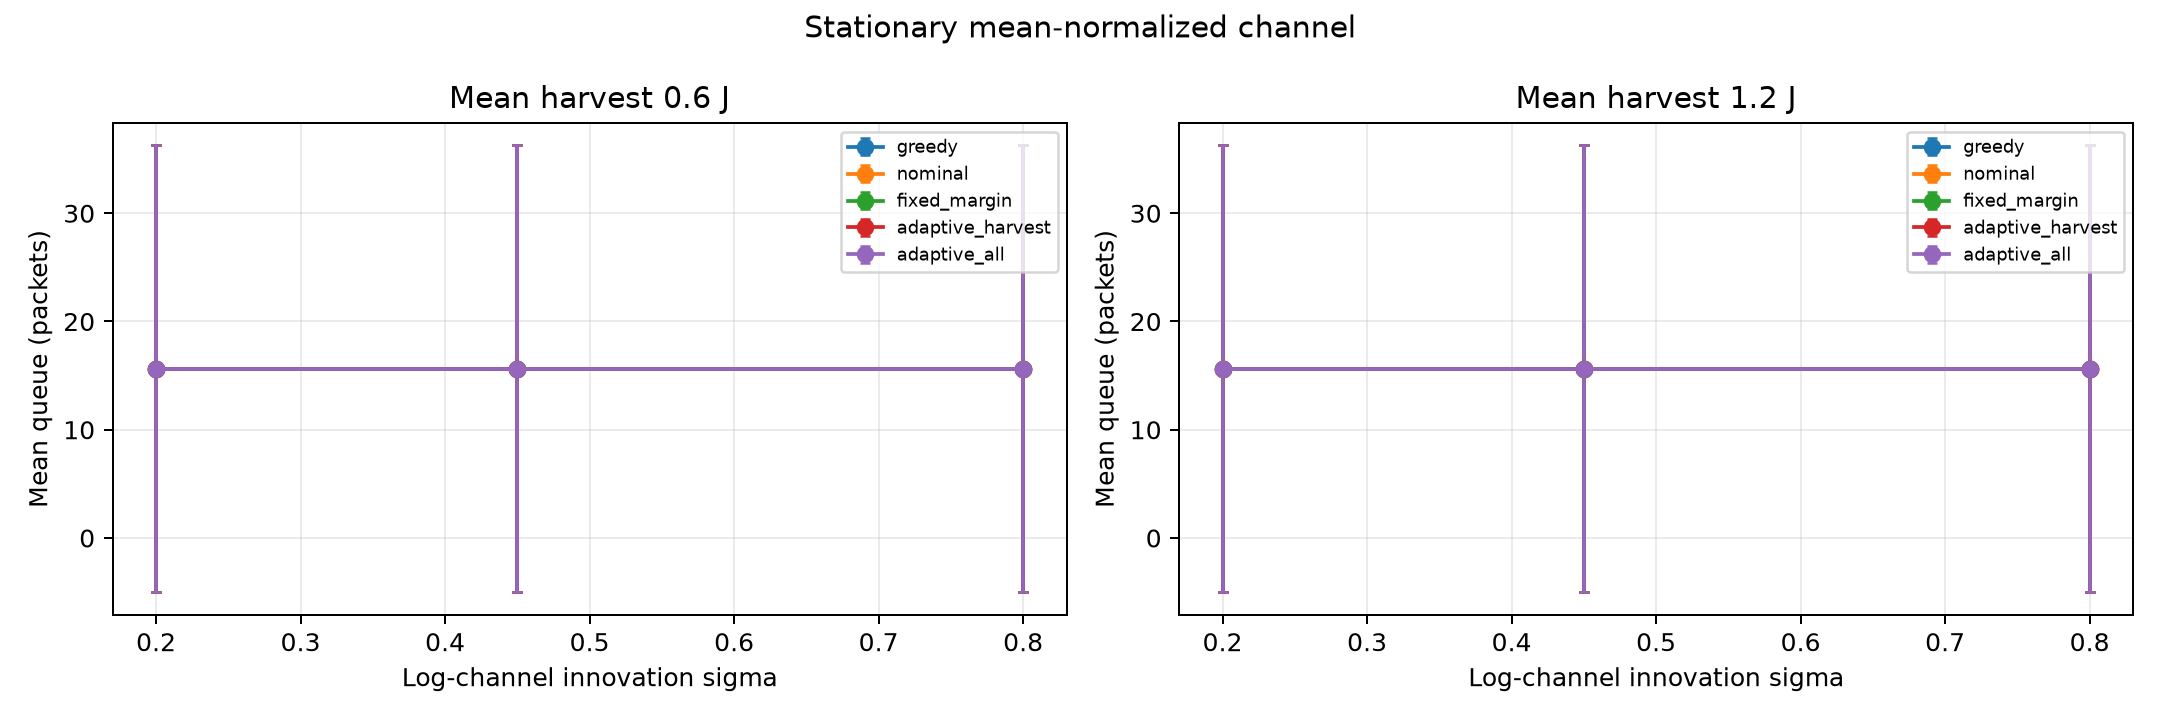 Stationary mean-normalized channel
Mean harvest 0.6 J
Mean queue (packets)
30
20
10
0
greedy
nominal
fixed_margin
adaptive_harvest
adaptive_all
0.2 0.3 0.4 0.5 0.6 0.7 0.8
Log-channel innovation sigma
Mean harvest 1.2 J
Mean queue (packets)
30
20
10
0
greedy
nominal
fixed_margin
adaptive_harvest
adaptive_all
0.2 0.3 0.4 0.5 0.6 0.7 0.8
Log-channel innovation sigma